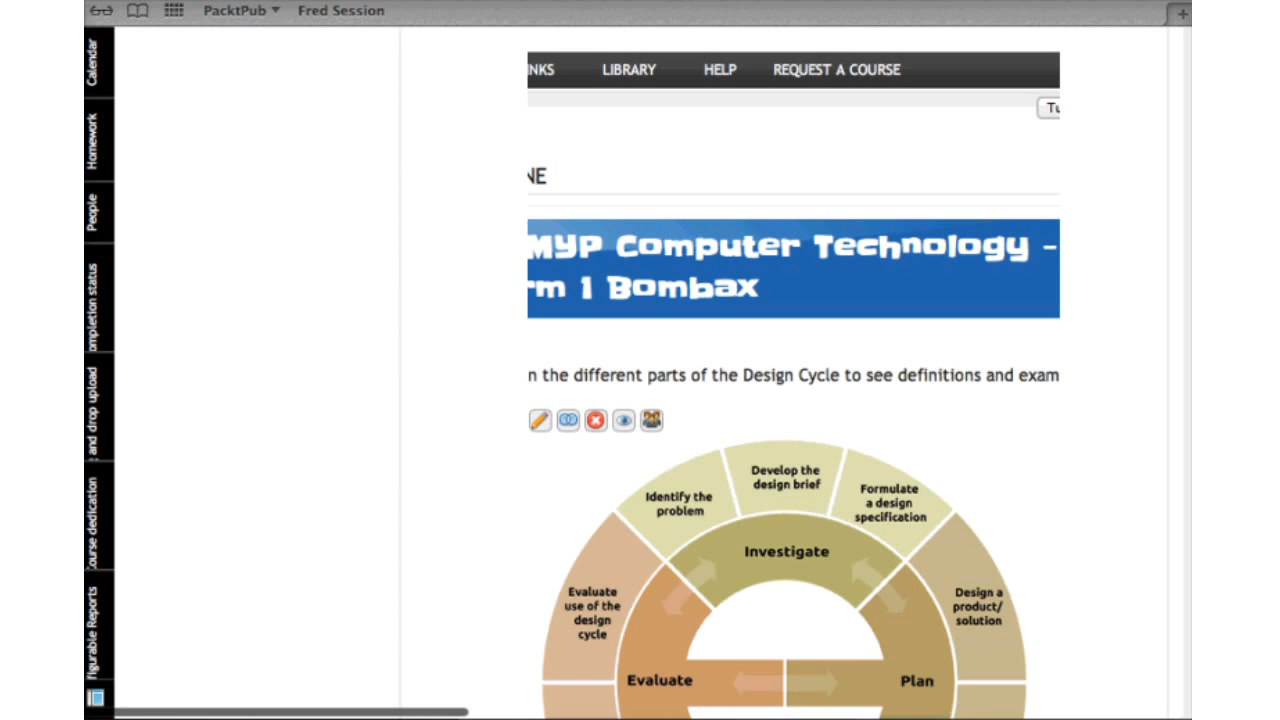 PacktPub Fred Session
Calendar
Homework
People
ompletion status
and drop upload
ourse dedication
figurable Reports
NKS LIBRARY HELP REQUEST A COURSE
Tu
NE
MYP Computer Technology -
rm 1 Bombax
n the different parts of the Design Cycle to see definitions and exam
Develop the
design brief
Identify the
problem
Formulate
a design
specification
Investigate
Evaluate
use of the
design
cycle
Design a
product/
solution
Evaluate
Plan